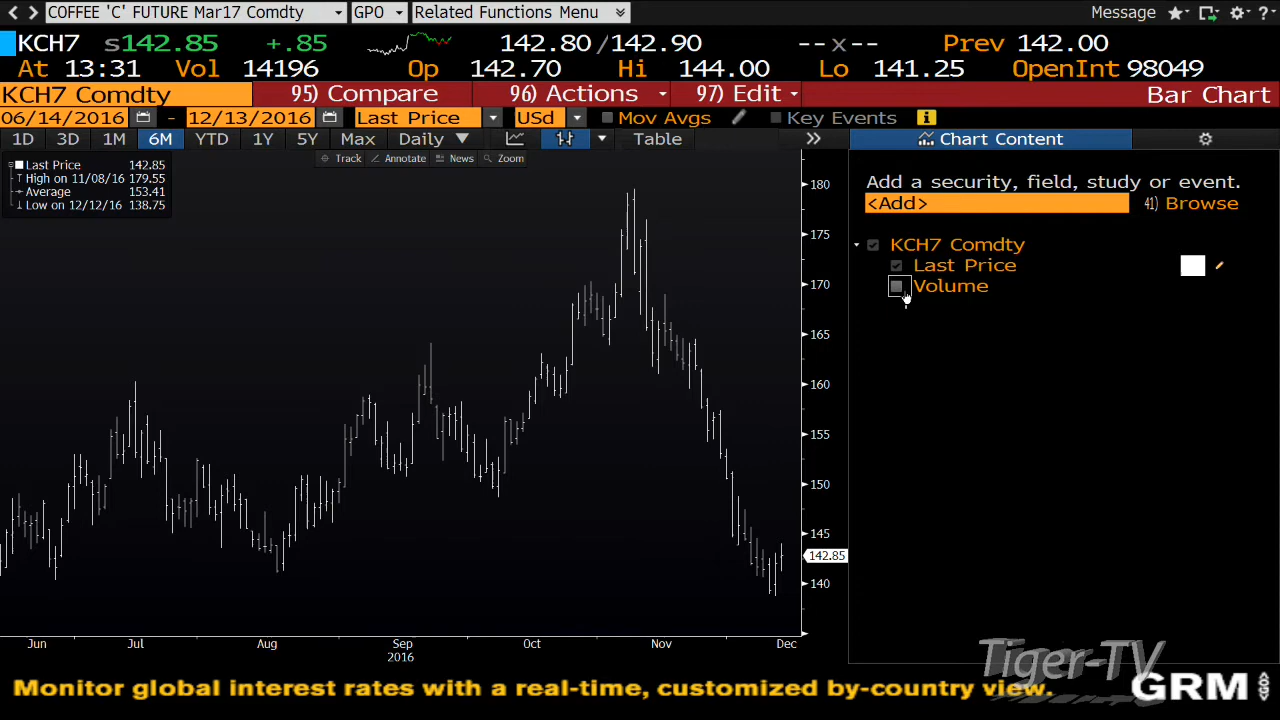 COFFEE 'C' FUTURE Mar17 Comdty GPO Related Functions Menu Message ?
KCH7 s142.85 +.85 142.80/142.90 --x-- Prev 142.00
At 13:31 Vol 14196 Op 142.70 Hi 144.00 Lo 141.25 OpenInt 98049
KCH7 Comdty 95) Compare 96) Actions 97) Edit Bar Chart
06/14/2016 - 12/13/2016 Last Price USd Mov Avgs Key Events i
1D 3D 1M 6M YTD 1Y 5Y Max Daily Table » Chart Content
Track Annotate News Zoom
Last Price 142.85
High on 11/08/16 179.55
Average 153.41
Low on 12/12/16 138.75
Add a security, field, study or event.
<Add> 41) Browse
KCH7 Comdty
Last Price
Volume
180
175
170
165
160
155
150
145
142.85
140
Jun Jul Aug Sep Oct Nov Dec
2016
Tiger-TV
Monitor global interest rates with a real-time, customized by-country view. GRM <GO>